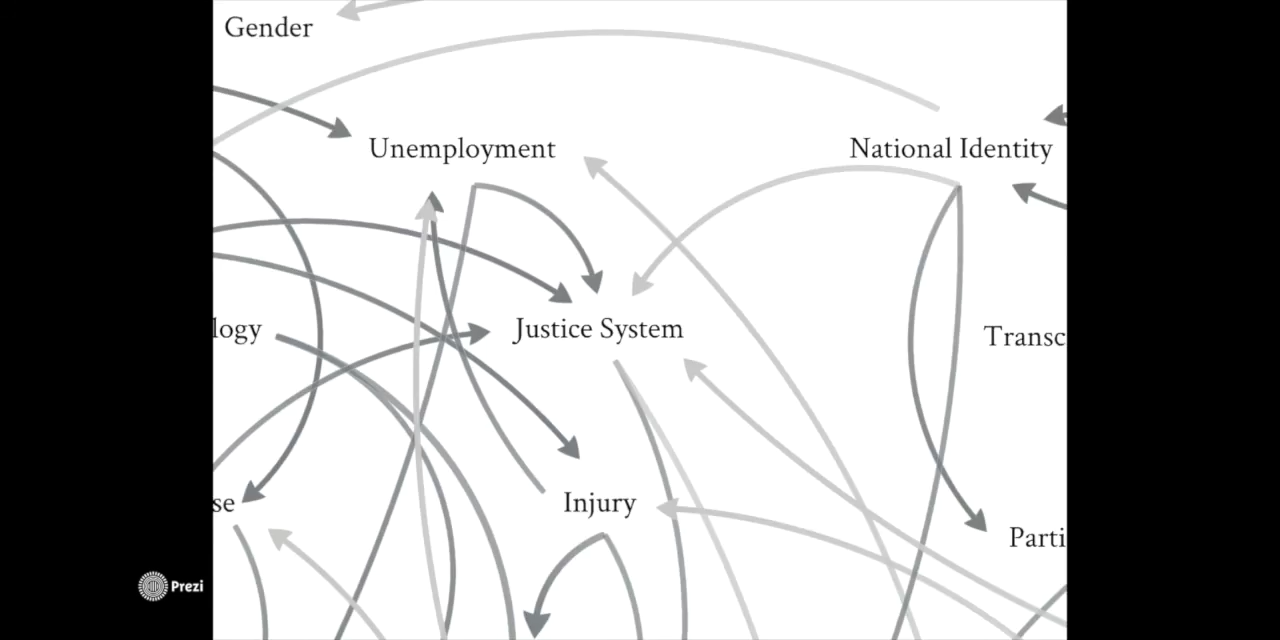 Gender
Unemployment
National Identity
logy
Justice System
Transc
se
Injury
Parti
Prezi